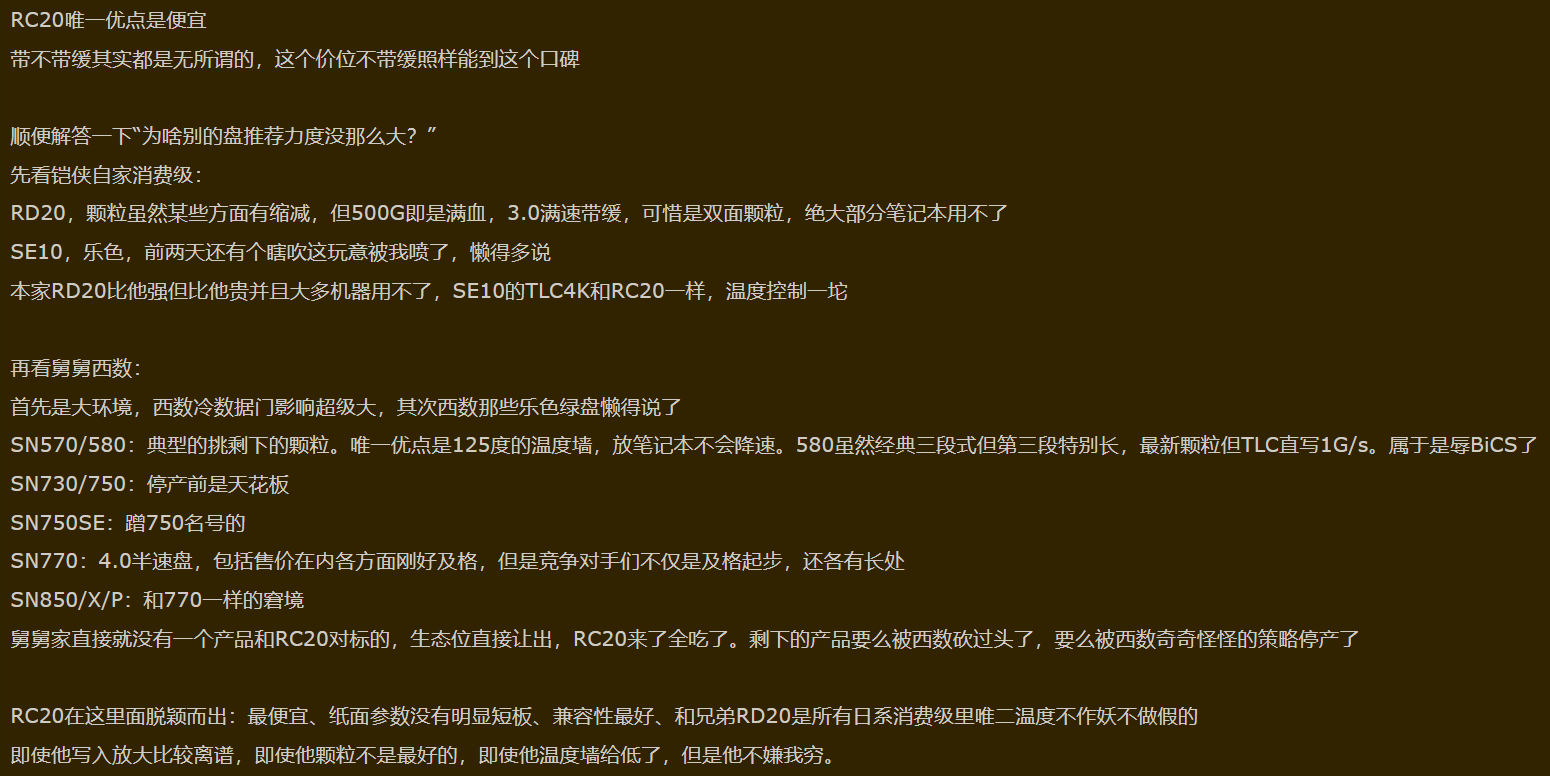 RC20唯一优点是便宜
带不带缓其实都是无所谓的，这个价位不带缓照样能到这个口碑
顺便解答一下“为啥别的盘推荐力度没那么大？”
先看铠侠自家消费级：
RD20，颗粒虽然某些方面有缩减，但500G即是满血，3.0满速带缓，可惜是双面颗粒，绝大部分笔记本用不了
SE10，乐色，前两天还有个瞎吹这玩意被我喷了，懒得多说
本家RD20比他强但比他贵并且大多机器用不了，SE10的TLC4K和RC20一样，温度控制一坨
再看舅舅西数：
首先是大环境，西数冷数据门影响超级大，其次西数那些乐色绿盘懒得说了
SN570/580：典型的挑剩下的颗粒。唯一优点是125度的温度墙，放笔记本不会降速。580虽然经典三段式但第三段特别长，最新颗粒但TLC直写1G/s。属于是辱BiCS了
SN730/750：停产前是天花板
SN750SE：蹭750名号的
SN770：4.0半速盘，包括售价在内各方面刚好及格，但是竞争对手们不仅是及格起步，还各有长处
SN850/X/P：和770一样的窘境
舅舅家直接就没有一个产品和RC20对标的，生态位直接让出，RC20来了全吃了。剩下的产品要么被西数砍过头了，要么被西数奇奇怪怪的策略停产了
RC20在这里面脱颖而出：最便宜、纸面参数没有明显短板、兼容性最好、和兄弟RD20是所有日系消费级里唯二温度不作妖不做假的
即使他写入放大比较离谱，即使他颗粒不是最好的，即使他温度墙给低了，但是他不嫌我穷。